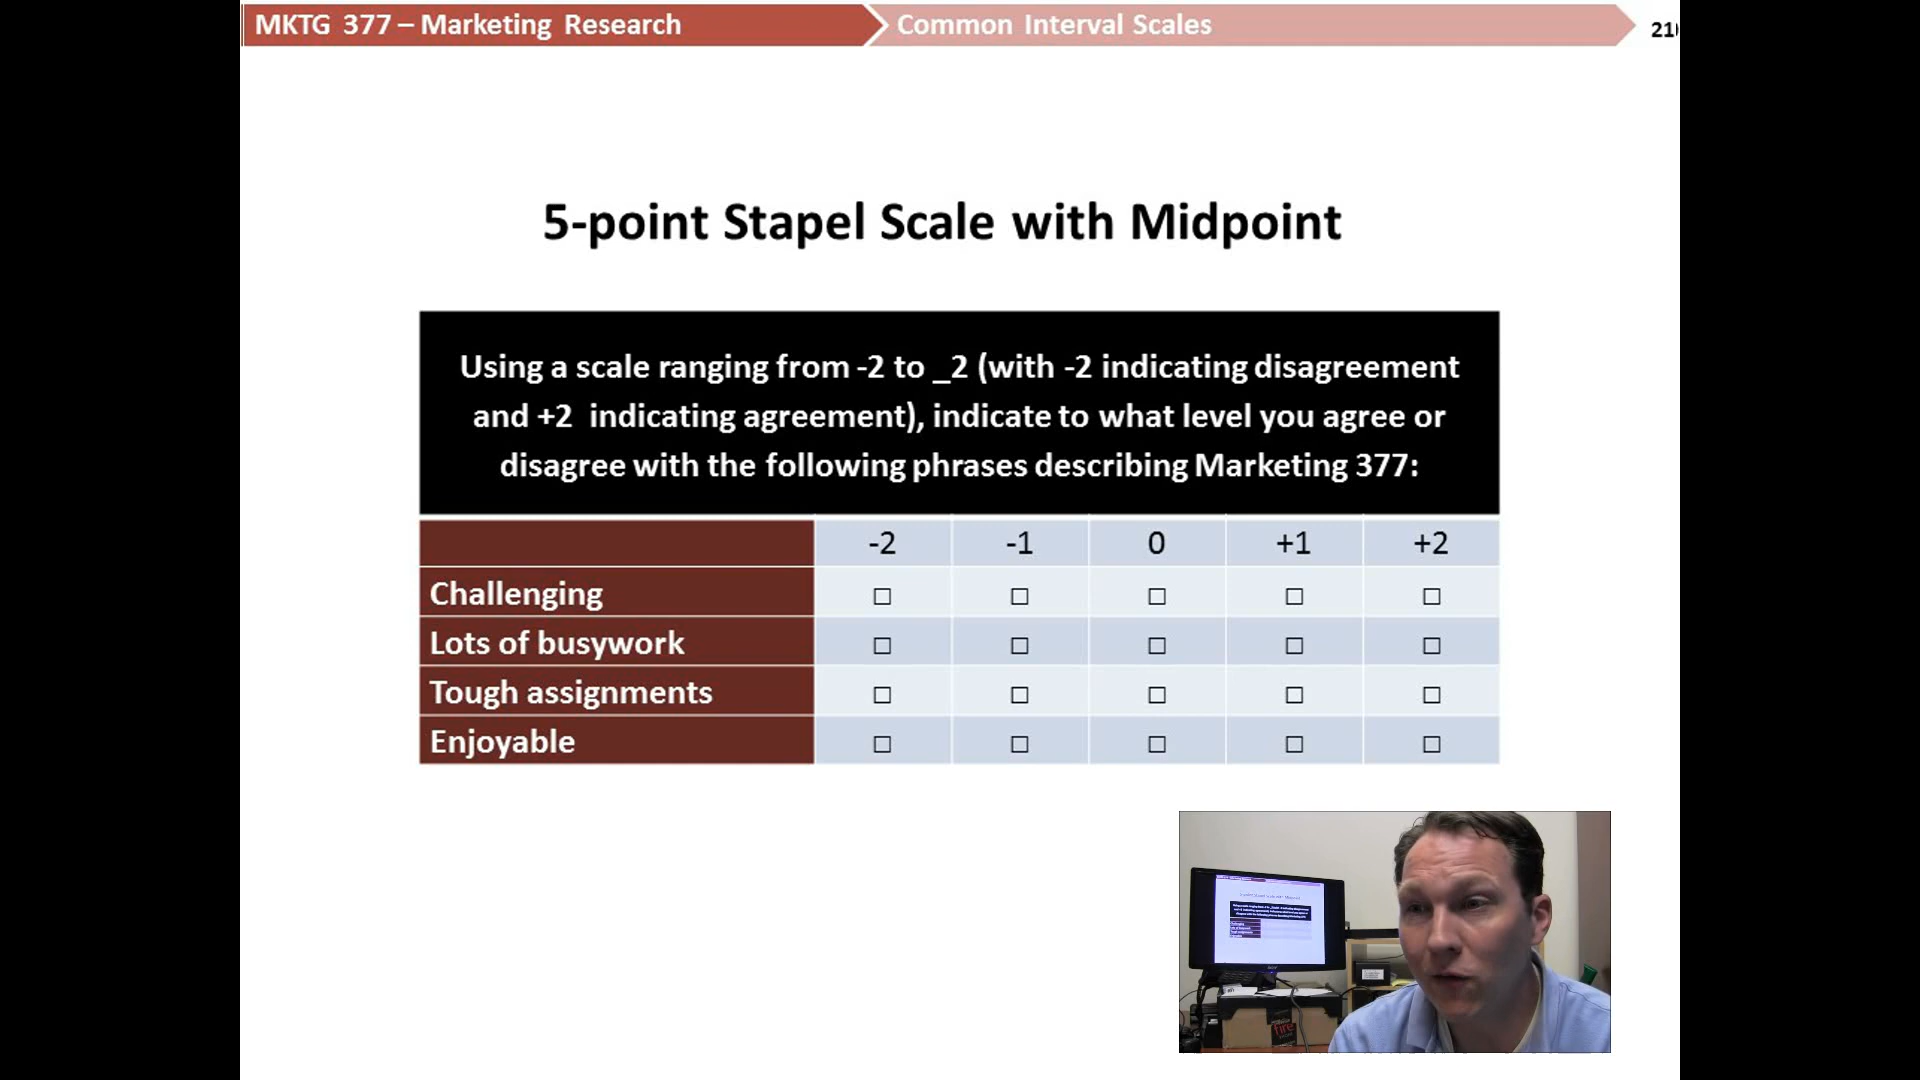 MKTG 377 – Marketing Research
Common Interval Scales
21
5-point Stapel Scale with Midpoint
Using a scale ranging from -2 to _2 (with -2 indicating disagreement
and +2 indicating agreement), indicate to what level you agree or
disagree with the following phrases describing Marketing 377:
-2 -1 0 +1 +2
Challenging □ □ □ □ □
Lots of busywork □ □ □ □ □
Tough assignments □ □ □ □ □
Enjoyable □ □ □ □ □
fire